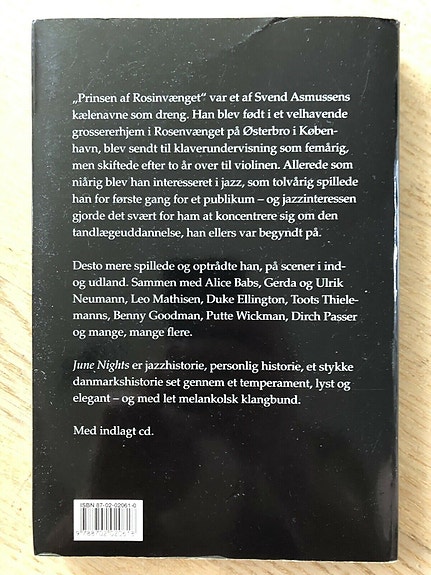 „Prinsen af Rosinvænget“ var et af Svend Asmussens
kælenavne som dreng. Han blev født i et velhavende
grossererhjem i Rosenvænget på Østerbro i Køben-
havn, blev sendt til klaverundervisning som femårig,
men skiftede efter to år over til violinen. Allerede som
niårig blev han interesseret i jazz, som tolvårig spillede
han for første gang for et publikum – og jazzinteressen
gjorde det svært for ham at koncentrere sig om den
tandlægeuddannelse, han ellers var begyndt på.
Desto mere spillede og optrådte han, på scener i ind-
og udland. Sammen med Alice Babs, Gerda og Ulrik
Neumann, Leo Mathisen, Duke Ellington, Toots Thiele-
manns, Benny Goodman, Putte Wickman, Dirch Passer
og mange, mange flere.
June Nights er jazzhistorie, personlig historie, et stykke
danmarkshistorie set gennem et temperament, lyst og
elegant – og med let melankolsk klangbund.
Med indlagt cd.
ISBN 87-02-02061-6